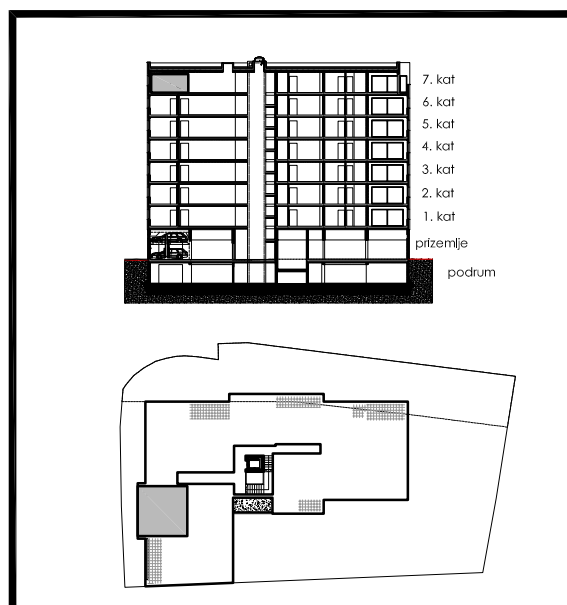 7. kat
6. kat
5. kat
4. kat
3. kat
2. kat
1. kat
prizemlje
podrum